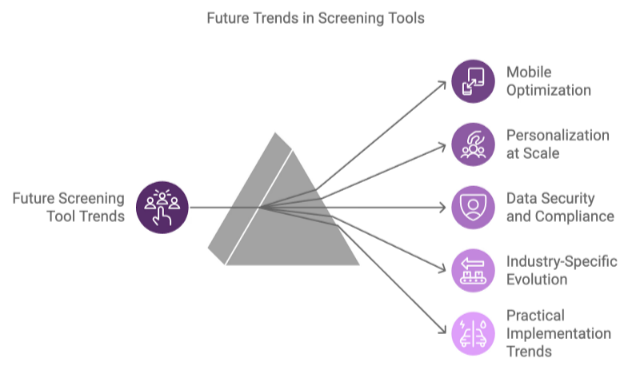 Future Trends in Screening Tools
Future Screening
Tool Trends
Mobile
Optimization
Personalization
at Scale
Data Security
and Compliance
Industry-Specific
Evolution
Practical
Implementation
Trends